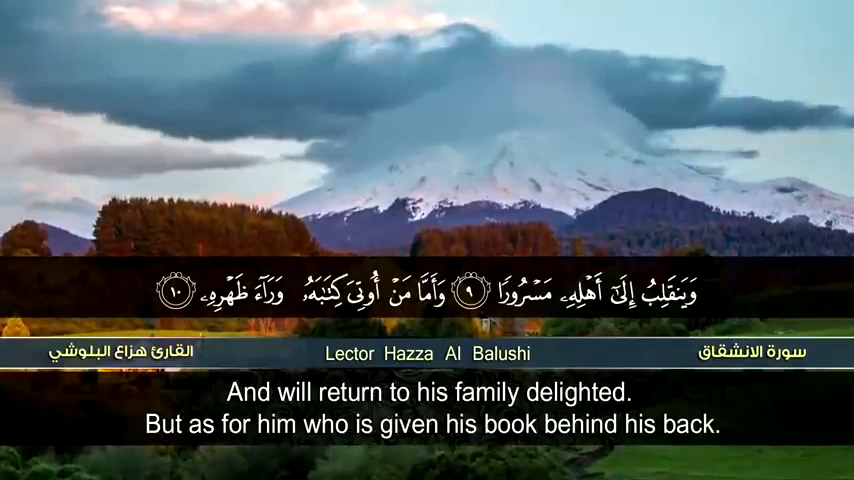 وَيَنقَلِبُ إِلَىٰٓ أَهْلِهِۦ مَسْرُورًا ٩ وَأَمَّا مَنْ أُوتِىَ كِتَـٰبَهُۥ وَرَآءَ ظَهْرِهِۦ ١٠
سورة الانشقاق Lector Hazza Al Balushi القارئ هزاع البلوشي
And will return to his family delighted.
But as for him who is given his book behind his back.